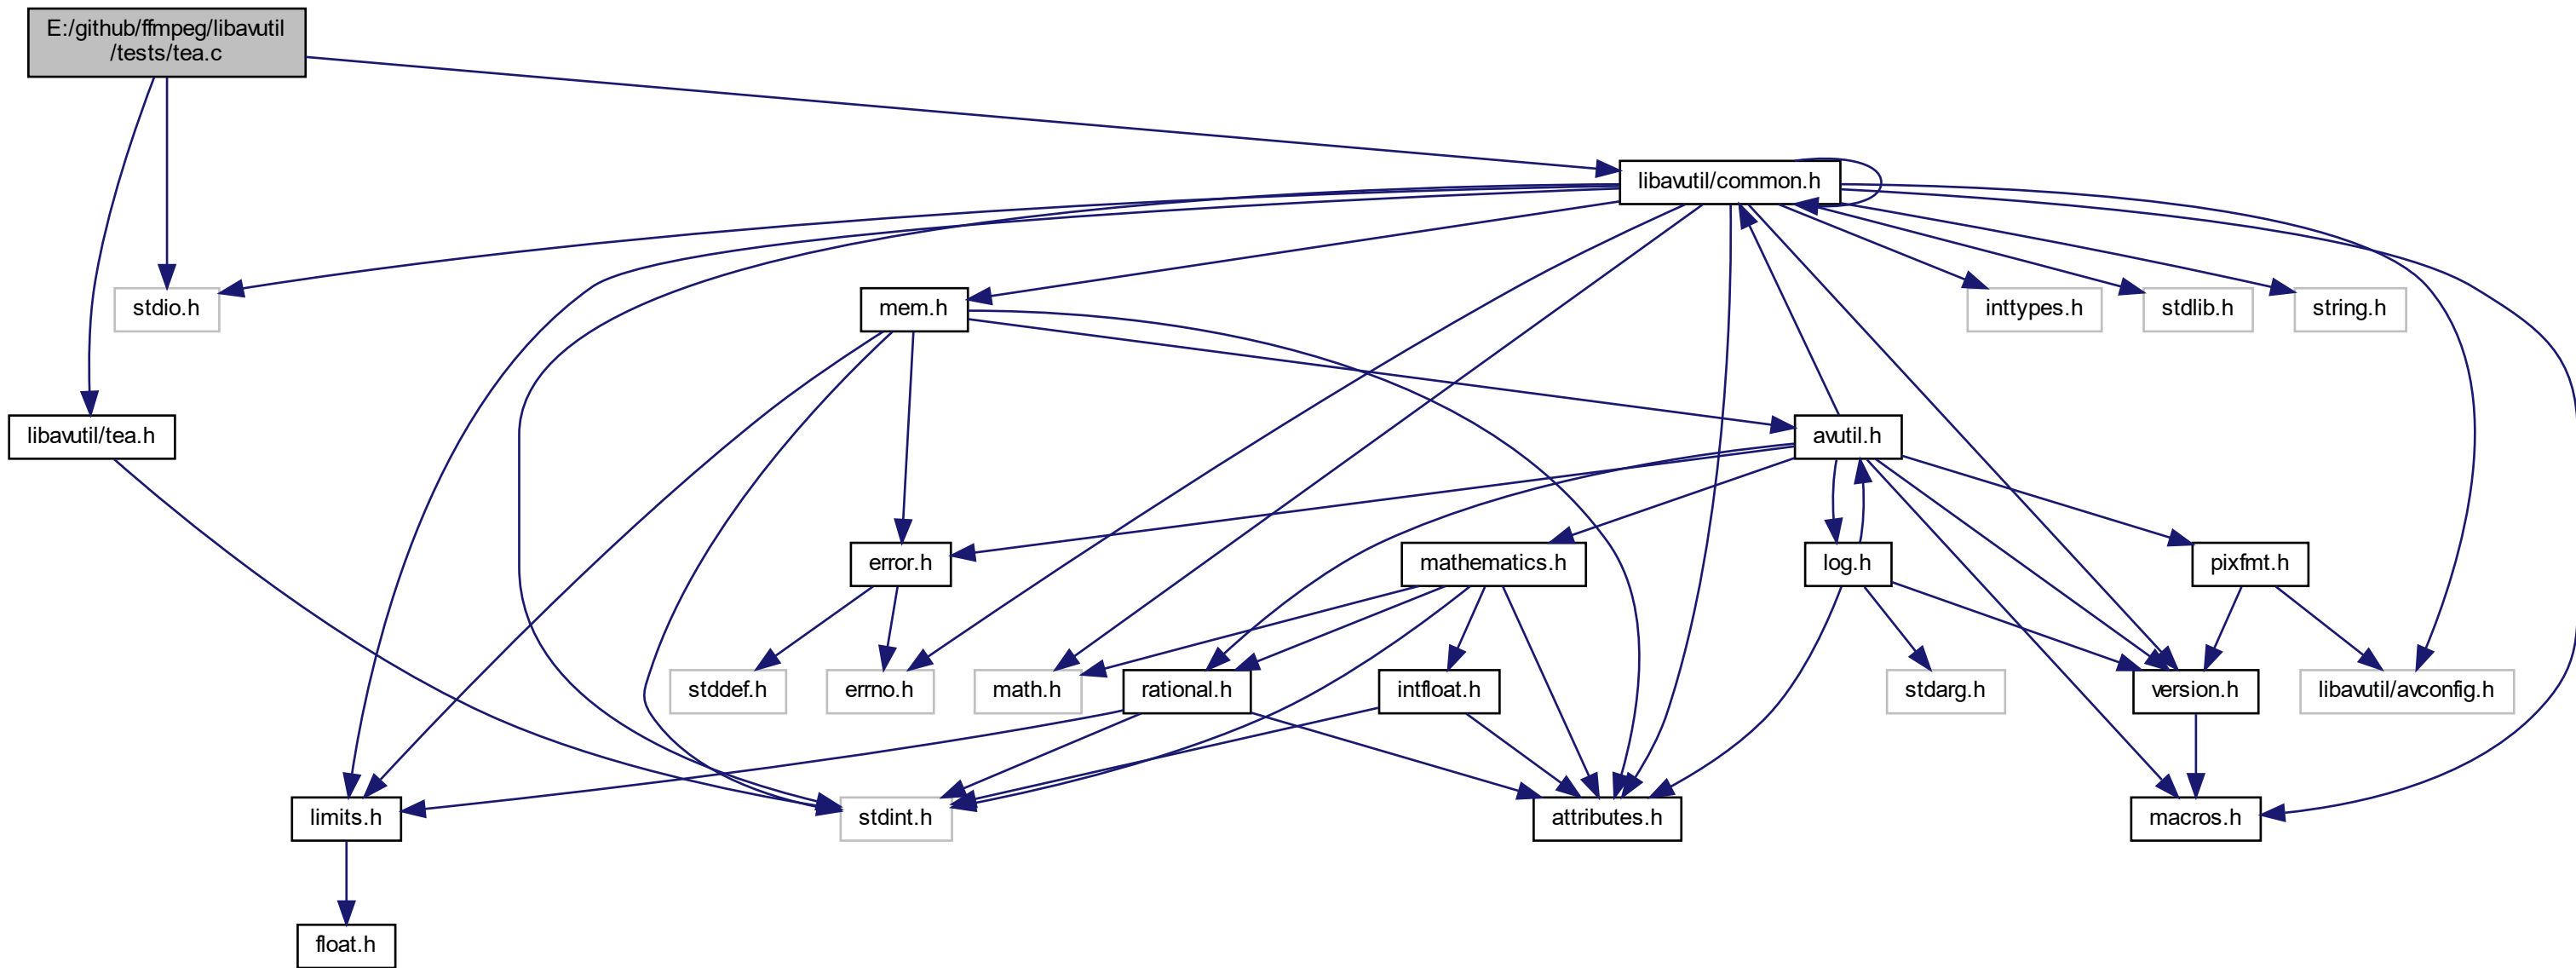 E:/github/ffmpeg/libavutil
/tests/tea.c
libavutil/common.h
stdio.h
mem.h
inttypes.h
stdlib.h
string.h
libavutil/tea.h
avutil.h
error.h
mathematics.h
log.h
pixfmt.h
stddef.h
errno.h
math.h
rational.h
intfloat.h
stdarg.h
version.h
libavutil/avconfig.h
limits.h
stdint.h
attributes.h
macros.h
float.h